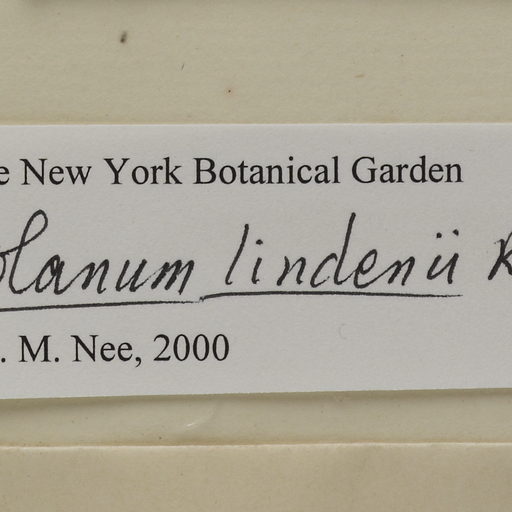 e New York Botanical Garden
olanum lindenii R
. M. Nee, 2000